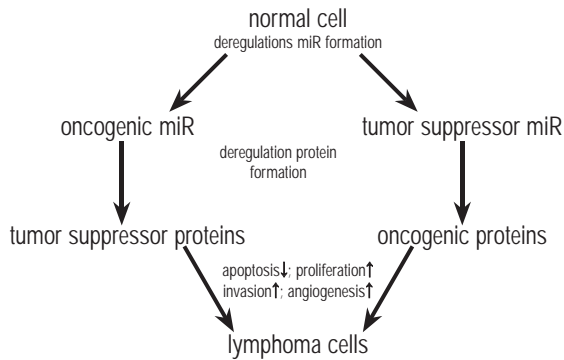 normal cell
deregulations miR formation
oncogenic miR
tumor suppressor miR
deregulation protein
formation
tumor suppressor proteins
oncogenic proteins
apoptosis↓; proliferation↑
invasion↑; angiogenesis↑
lymphoma cells